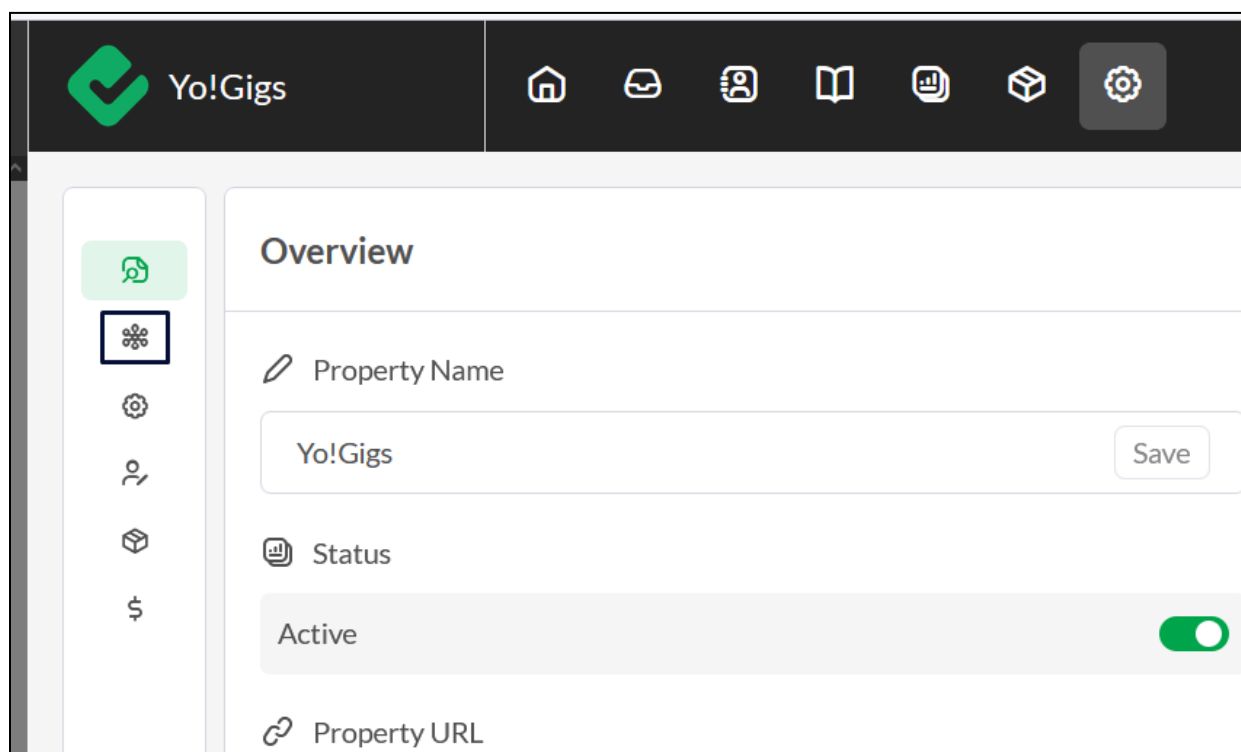 Yo!Gigs
Overview
Property Name
Yo!Gigs
Save
Status
Active
Property URL